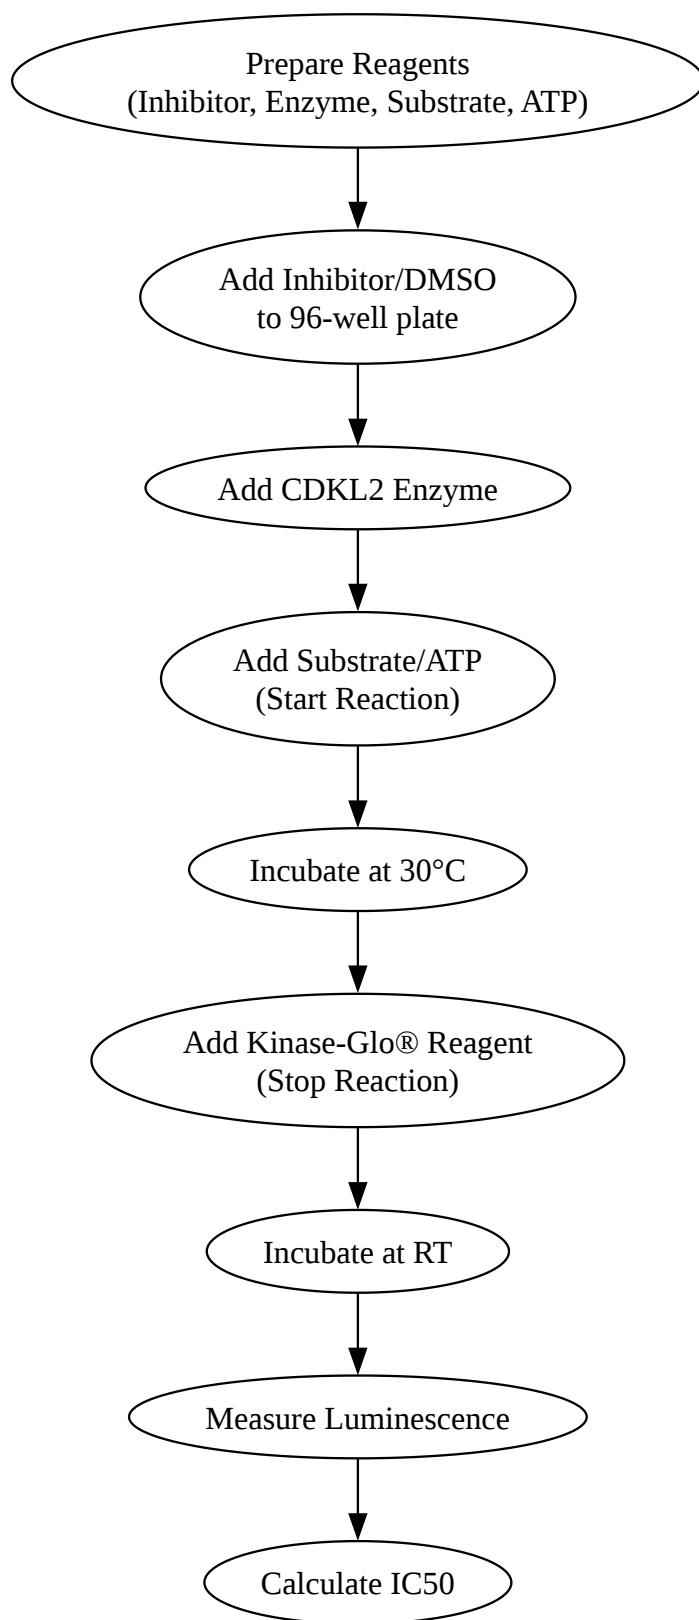 Prepare Reagents
(Inhibitor, Enzyme, Substrate, ATP)
Add Inhibitor/DMSO
to 96-well plate
Add CDKL2 Enzyme
Add Substrate/ATP
(Start Reaction)
Incubate at 30°C
Add Kinase-Glo® Reagent
(Stop Reaction)
Incubate at RT
Measure Luminescence
Calculate IC50